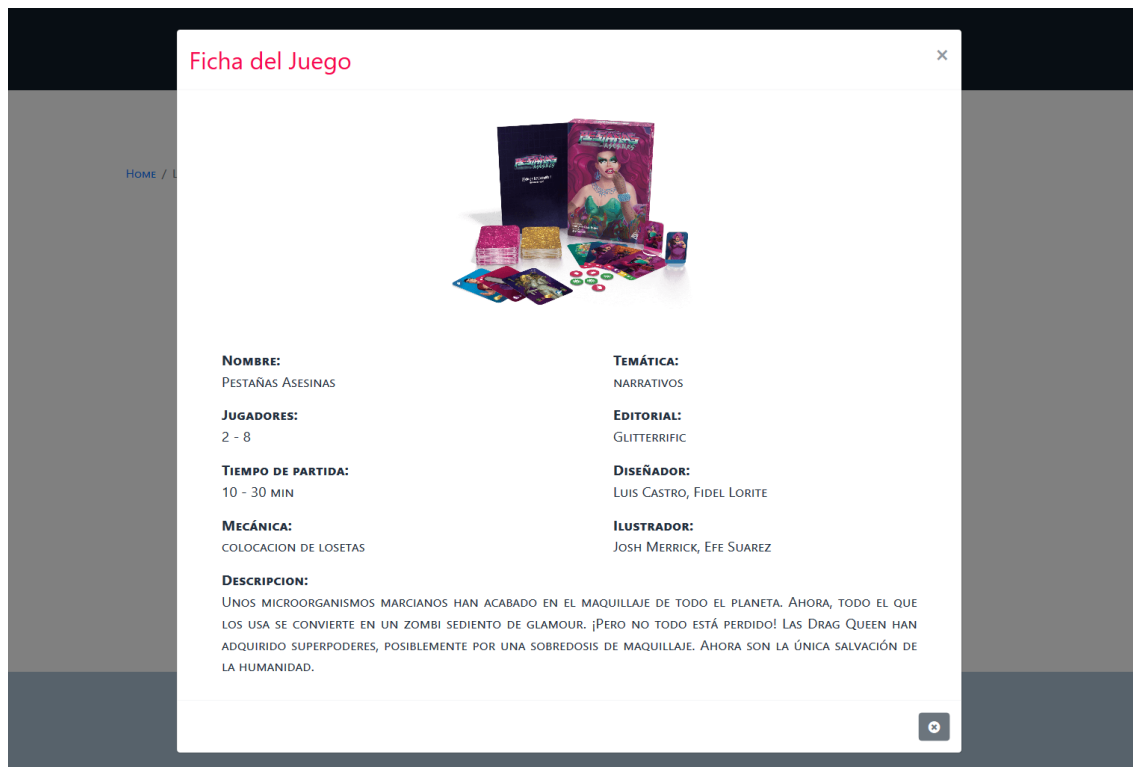 Ficha del Juego
×
HOME / L
NOMBRE:
PESTAÑAS ASESINAS
TEMÁTICA:
NARRATIVOS
JUGADORES:
2 - 8
EDITORIAL:
GLITTERRIFIC
TIEMPO DE PARTIDA:
10 - 30 MIN
DISEÑADOR:
LUIS CASTRO, FIDEL LORITE
MECÁNICA:
COLOCACION DE LOSETAS
ILUSTRADOR:
JOSH MERRICK, EFE SUAREZ
DESCRIPCION:
UNOS MICROORGANISMOS MARCIANOS HAN ACABADO EN EL MAQUILLAJE DE TODO EL PLANETA. AHORA, TODO EL QUE
LOS USA SE CONVIERTE EN UN ZOMBI SEDIENTO DE GLAMOUR. ¡PERO NO TODO ESTÁ PERDIDO! LAS DRAG QUEEN HAN
ADQUIRIDO SUPERPODERES, POSIBLEMENTE POR UNA SOBREDOSIS DE MAQUILLAJE. AHORA SON LA ÚNICA SALVACIÓN DE
LA HUMANIDAD.